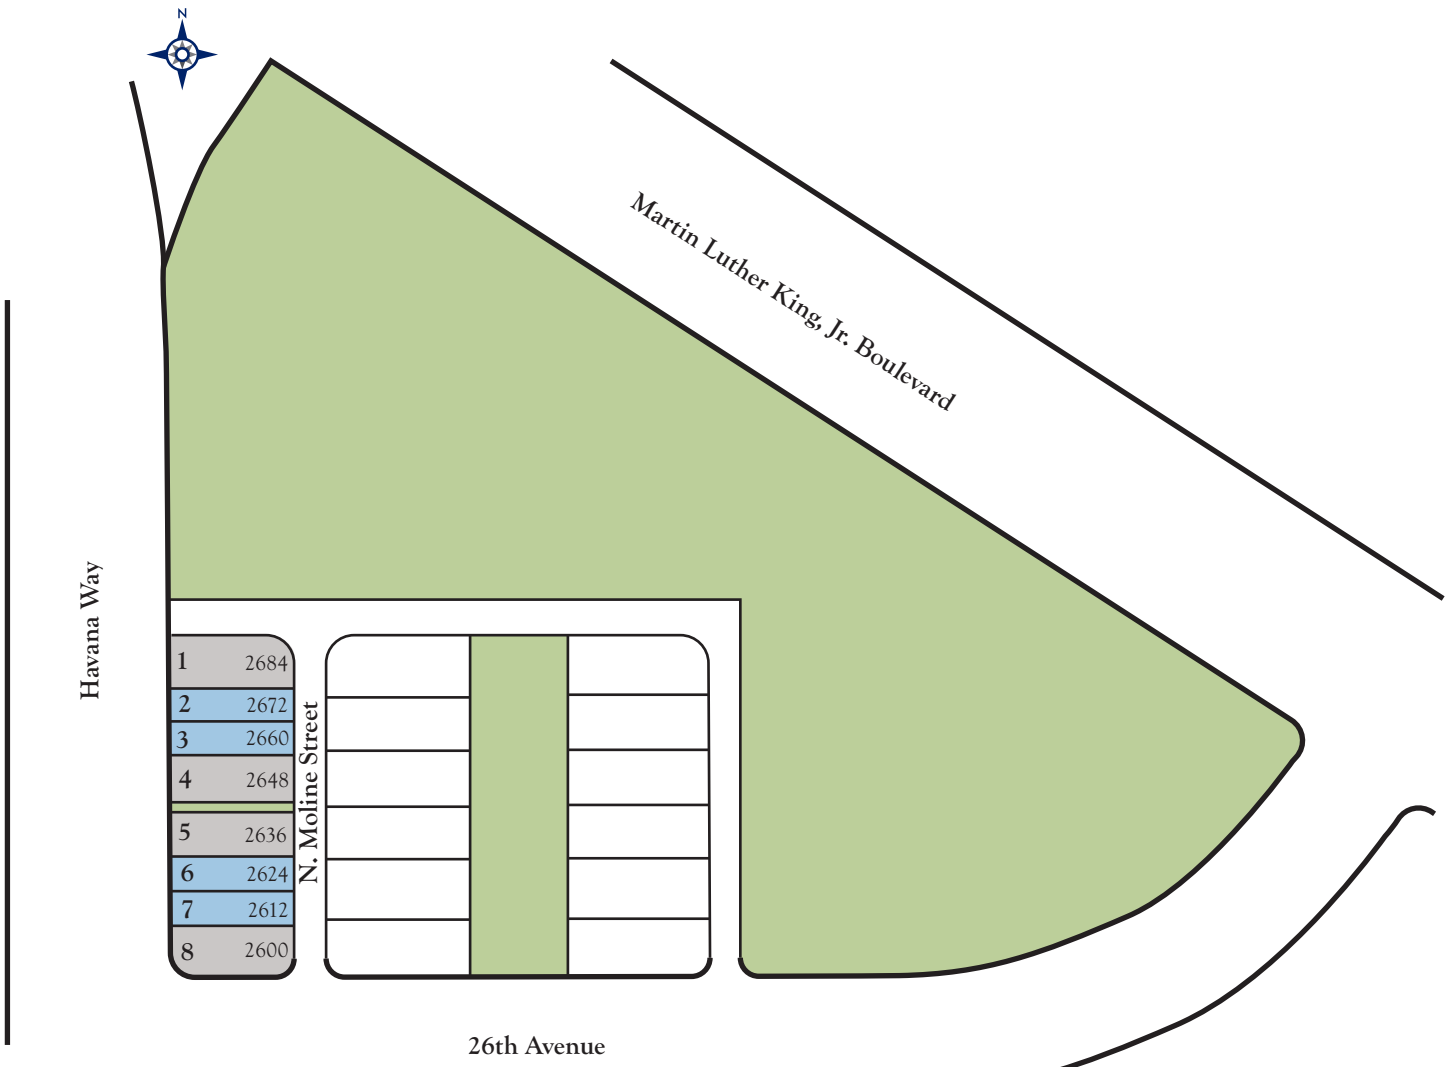 N
Martin Luther King, Jr. Boulevard
Havana Way
1 2684
2 2672
3 2660
4 2648
5 2636
6 2624
7 2612
8 2600
N. Moline Street
26th Avenue